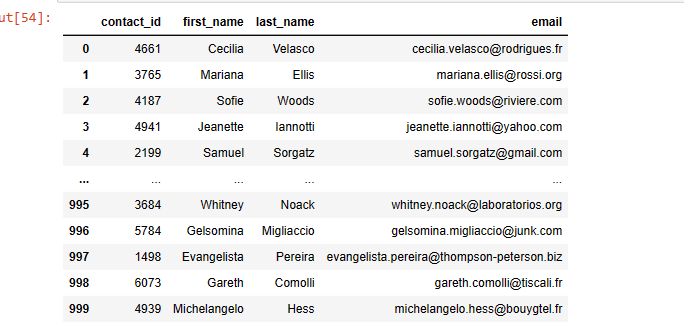 ut[54]:
contact_id first_name last_name email
0 4661 Cecilia Velasco cecilia.velasco@rodrigues.fr
1 3765 Mariana Ellis mariana.ellis@rossi.org
2 4187 Sofie Woods sofie.woods@riviere.com
3 4941 Jeanette Iannotti jeanette.iannotti@yahoo.com
4 2199 Samuel Sorgatz samuel.sorgatz@gmail.com
... ... ... ... ...
995 3684 Whitney Noack whitney.noack@laboratorios.org
996 5784 Gelsomina Migliaccio gelsomina.migliaccio@junk.com
997 1498 Evangelista Pereira evangelista.pereira@thompson-peterson.biz
998 6073 Gareth Comolli gareth.comolli@tiscali.fr
999 4939 Michelangelo Hess michelangelo.hess@bouygtel.fr